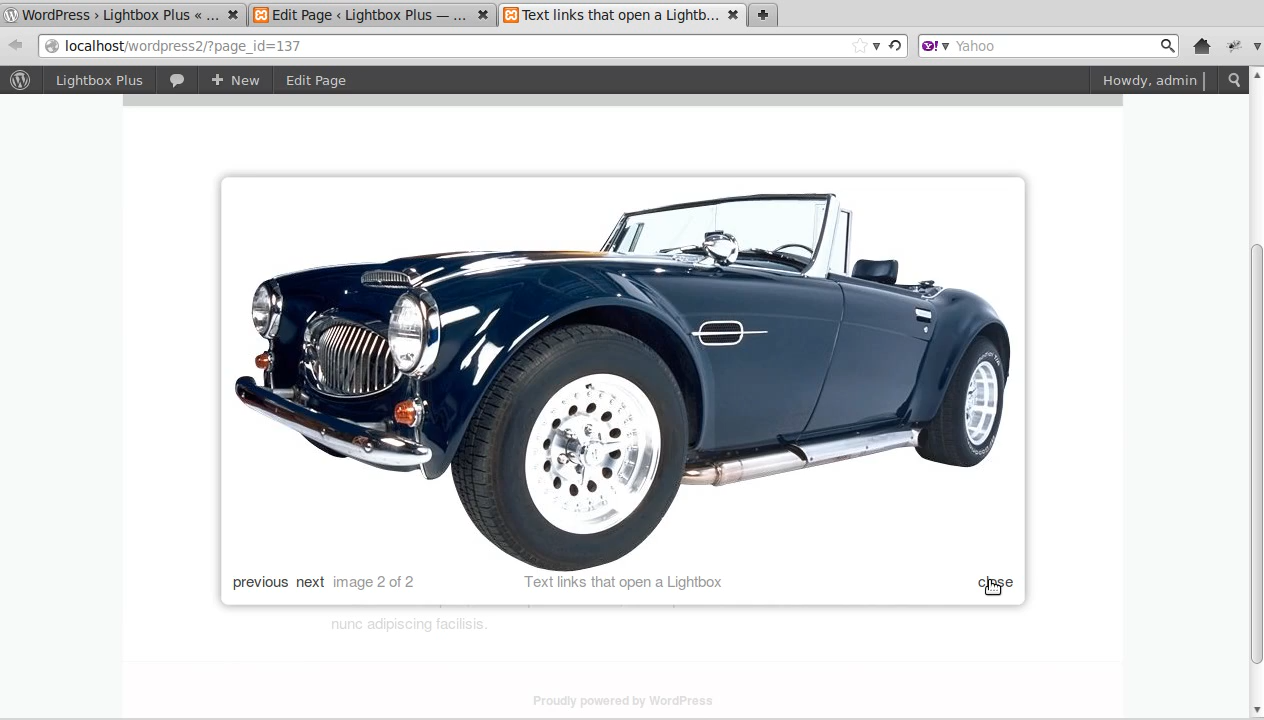 WordPress › Lightbox Plus « ...
Edit Page ‹ Lightbox Plus — ...
Text links that open a Lightb...
localhost/wordpress2/?page_id=137
Y!
Yahoo
Lightbox Plus
New
Edit Page
Howdy, admin
previous next image 2 of 2
Text links that open a Lightbox
close
nunc adipiscing facilisis.
Proudly powered by WordPress